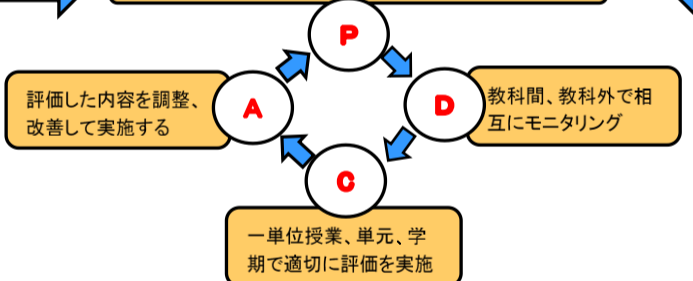 P
評価した内容を調整、
改善して実施する
A
D
教科間、教科外で相
互にモニタリング
C
一単位授業、単元、学
期で適切に評価を実施